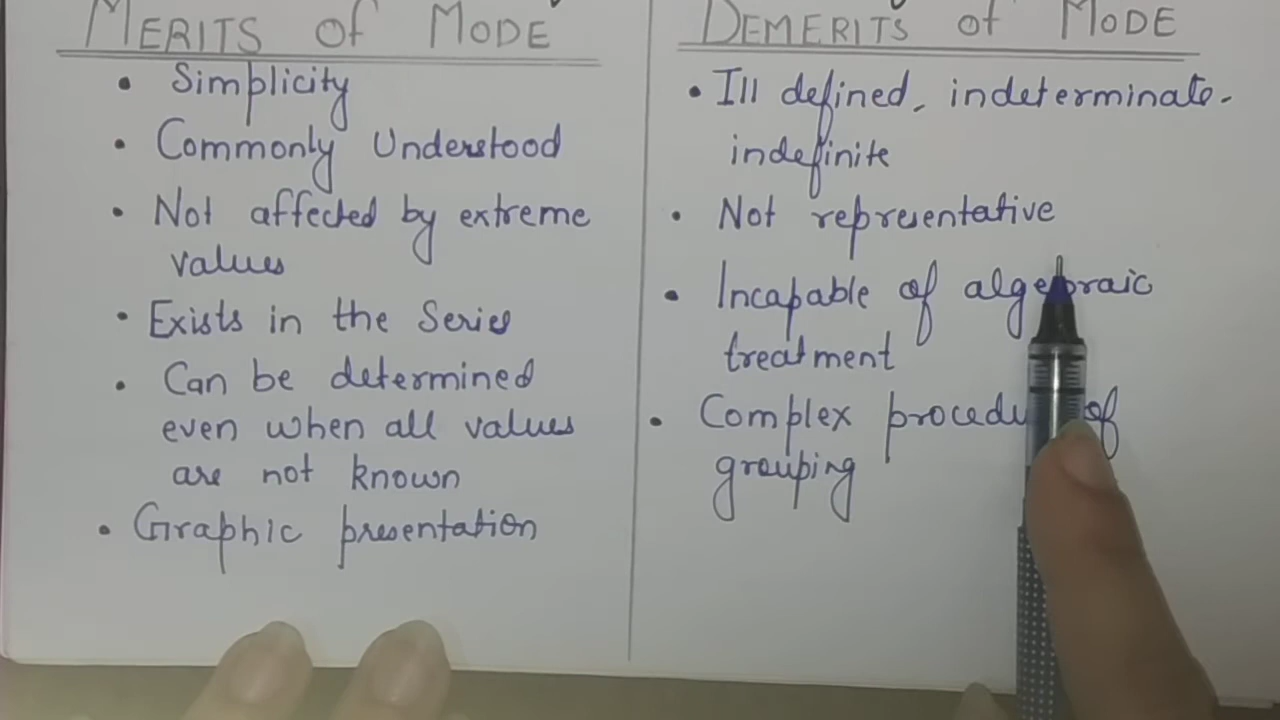 MERITS of MODE
• Simplicity
• Commonly Understood
• Not affected by extreme
values
• Exists in the Series
• Can be determined
even when all values
are not known
• Graphic presentation
DEMERITS of MODE
• Ill defined, indeterminate,
indefinite
• Not representative
• Incapable of algebraic
treatment
• Complex procedure of
grouping